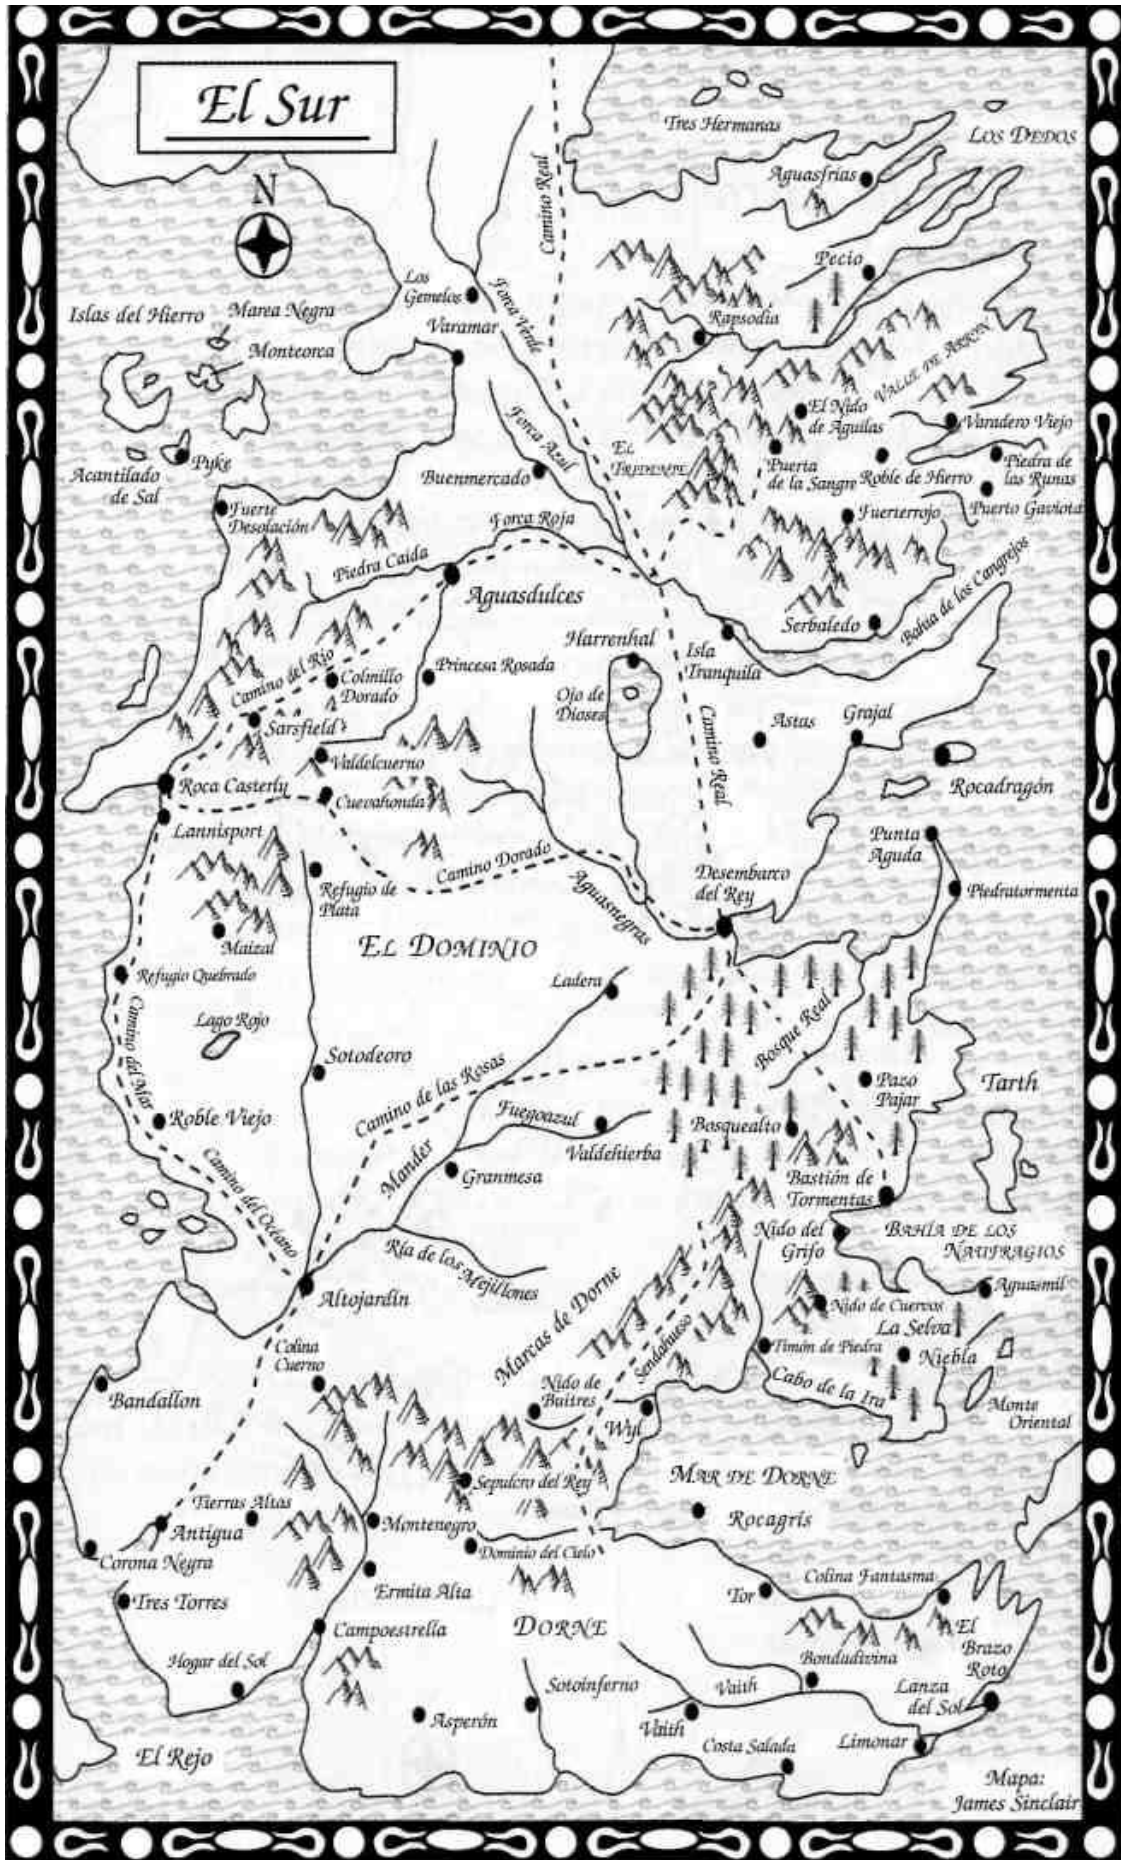 El Sur
N
Tres Hermanas
LOS DEDOS
Aguasfrías
Camino Real
Pecio
Los
Gemelos
Forca Verde
Islas del Hierro
Marea Negra
Varamar
Rapsodia
Monteorca
VALLE DE ARRYN
El Nido
de Águilas
Varadero Viejo
Forca Azul
EL
TRIDENTE
Acantilado
de Sal
Pyke
Buenmercado
Puerta
de la Sangre
Roble de Hierro
Piedra de
las Runas
Puerto Gaviota
Fuerte
Desolación
Forca Roja
Fuerterrojo
Piedra Caída
Aguasdulces
Bahía de los Cangrejos
Serbaledo
Harrenhal
Isla
Tranquila
Camino del Río
Colmillo
Dorado
Princesa Rosada
Ojo de
Dioses
Sarsfield
Camino Real
Astas
Grajal
Valdelcuerno
Roca Casterly
Cuevahonda
Rocadragón
Lannisport
Punta
Aguda
Camino Dorado
Desembarco
del Rey
Refugio de
Plata
Aguasnegras
Piedratormenta
Maizal
EL DOMINIO
Refugio Quebrado
Ladera
Camino del Mar
Lago Rojo
Bosque Real
Sotodeoro
Camino de las Rosas
Pazo
Pajar
Tarth
Roble Viejo
Fuegoazul
Bosquealto
Valdehierba
Mander
Granmesa
Camino del Océano
Bastión de
Tormentas
Nido del
Grifo
BAHÍA DE LOS
NAUFRAGIOS
Ría de los Mejillones
Altojardín
Aguasmil
Marcas de Dorne
Nido de Cuervos
La Selva
Colina
Cuerno
Sendahueso
Timón de Piedra
Niebla
Bandallon
Nido de
Buitres
Cabo de la Ira
Monte
Oriental
Wyl
Sepulcro del Rey
MAR DE DORNE
Tierras Altas
Antigua
Montenegro
Rocagrís
Corona Negra
Dominio del Cielo
Tres Torres
Ermita Alta
Tor
Colina Fantasma
Campoestrella
DORNE
El
Brazo
Roto
Hogar del Sol
Bondadivina
Sotoinferno
Vaith
Lanza
del Sol
Asperón
Vaith
El Rejo
Costa Salada
Limonar
Mapa:
James Sinclair